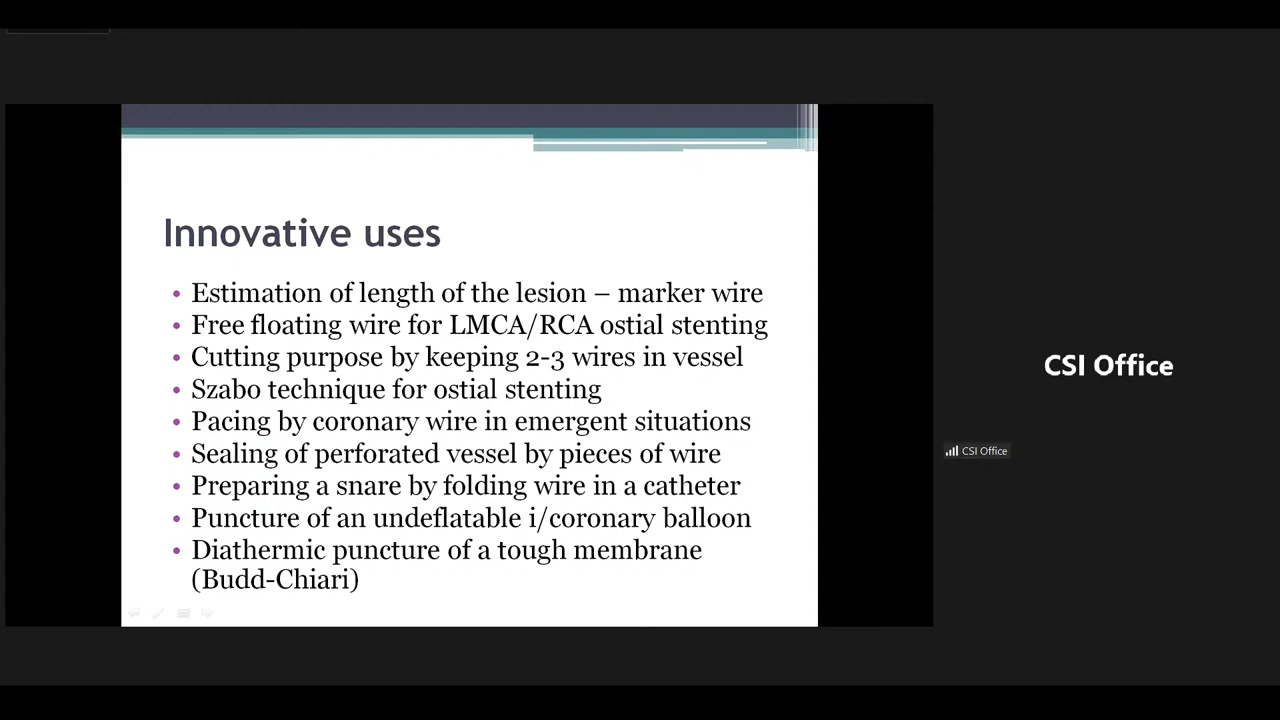 Innovative uses
• Estimation of length of the lesion – marker wire
• Free floating wire for LMCA/RCA ostial stenting
• Cutting purpose by keeping 2-3 wires in vessel
• Szabo technique for ostial stenting
• Pacing by coronary wire in emergent situations
• Sealing of perforated vessel by pieces of wire
• Preparing a snare by folding wire in a catheter
• Puncture of an undeflatable i/coronary balloon
• Diathermic puncture of a tough membrane
(Budd-Chiari)
CSI Office
CSI Office